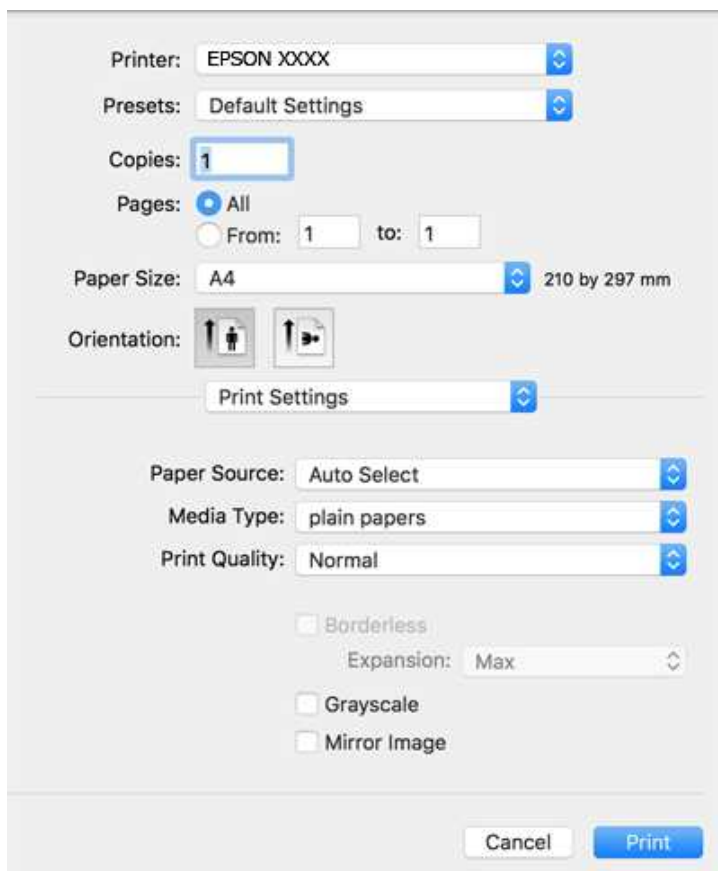 Printer: EPSON XXXX
Presets: Default Settings
Copies: 1
Pages: All
From: 1 to: 1
Paper Size: A4 210 by 297 mm
Orientation:
Print Settings
Paper Source: Auto Select
Media Type: plain papers
Print Quality: Normal
Borderless
Expansion: Max
Grayscale
Mirror Image
Cancel Print